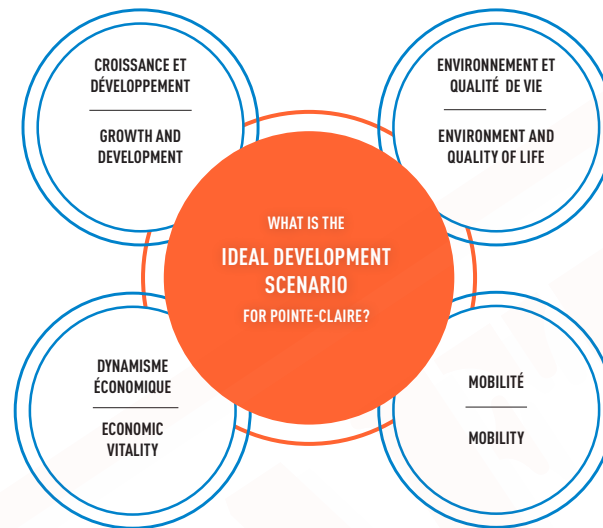 CROISSANCE ET
DÉVELOPPEMENT
GROWTH AND
DEVELOPMENT
ENVIRONNEMENT ET
QUALITÉ DE VIE
ENVIRONMENT AND
QUALITY OF LIFE
WHAT IS THE
IDEAL DEVELOPMENT
SCENARIO
FOR POINTE-CLAIRE?
DYNAMISME
ÉCONOMIQUE
ECONOMIC
VITALITY
MOBILITÉ
MOBILITY